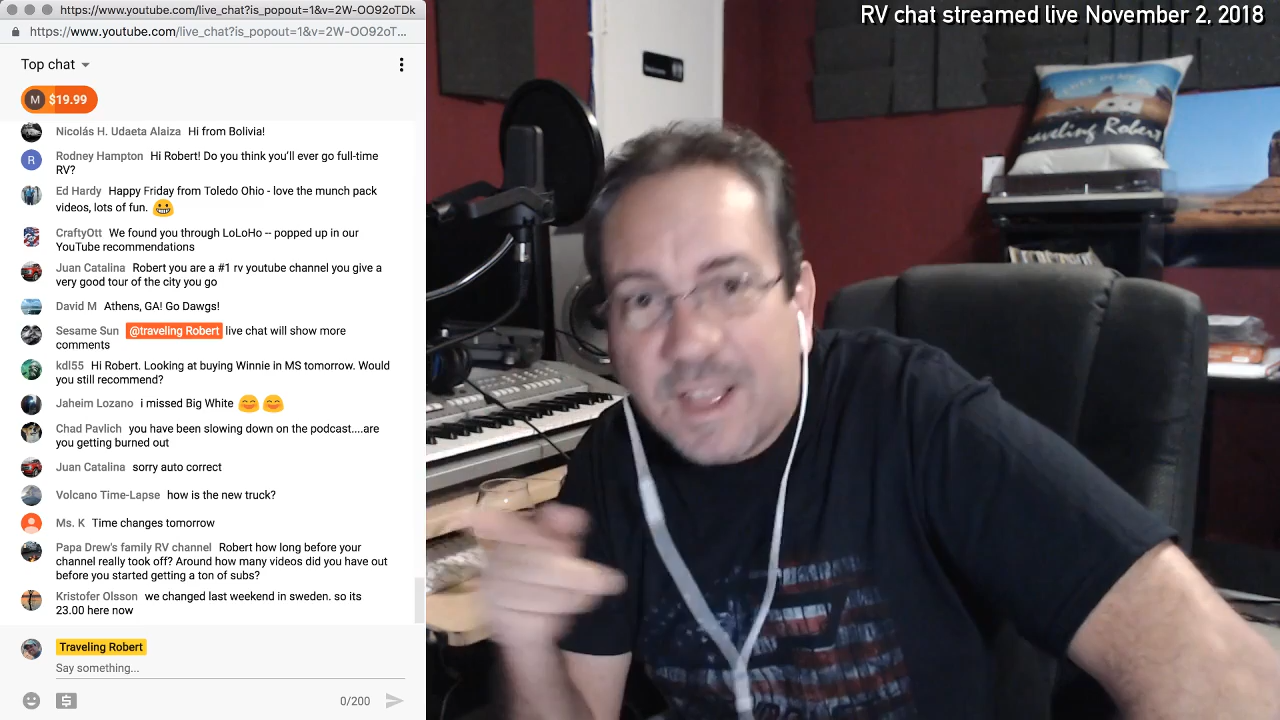 https://www.youtube.com/live_chat?is_popout=1&v=2W-OO92oTDk
RV chat streamed live November 2, 2018
https://www.youtube.com/live_chat?is_popout=1&v=2W-OO92oT...
Top chat
M $19.99
Nicolás H. Udaeta Alaiza Hi from Bolivia!
Rodney Hampton Hi Robert! Do you think you'll ever go full-time
R
RV?
Ed Hardy Happy Friday from Toledo Ohio - love the munch pack
videos, lots of fun. 😀
CraftyOtt We found you through LoLoHo -- popped up in our
YouTube recommendations
Juan Catalina Robert you are a #1 rv youtube channel you give a
very good tour of the city you go
David M Athens, GA! Go Dawgs!
Sesame Sun @traveling Robert live chat will show more
comments
kdl55 Hi Robert. Looking at buying Winnie in MS tomorrow. Would
you still recommend?
Jaheim Lozano i missed Big White 😄 😄
Chad Pavlich you have been slowing down on the podcast....are
you getting burned out
Juan Catalina sorry auto correct
Volcano Time-Lapse how is the new truck?
Ms. K Time changes tomorrow
Papa Drew's family RV channel Robert how long before your
channel really took off? Around how many videos did you have out
before you started getting a ton of subs?
Kristofer Olsson we changed last weekend in sweden. so its
23.00 here now
Traveling Robert
Say something...
0/200
raveling Robert